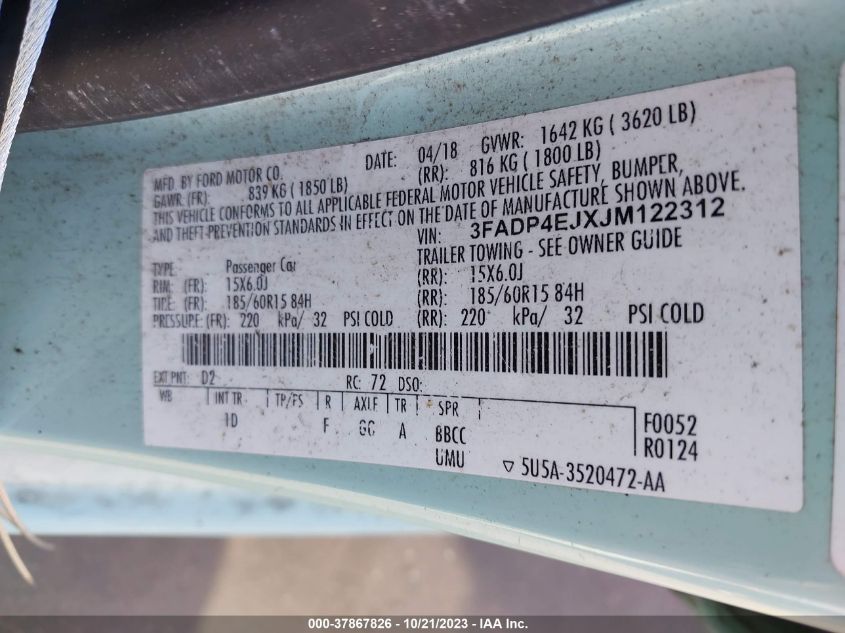 MFD. BY FORD MOTOR CO. DATE: 04/18 GVWR: 1642 KG ( 3620 LB)
GAWR: (FR): 839 KG ( 1850 LB) (RR): 816 KG ( 1800 LB)
THIS VEHICLE CONFORMS TO ALL APPLICABLE FEDERAL MOTOR VEHICLE SAFETY, BUMPER,
AND THEFT PREVENTION STANDARDS IN EFFECT ON THE DATE OF MANUFACTURE SHOWN ABOVE.
VIN: 3FADP4EJXJM122312
TYPE: Passenger Car TRAILER TOWING - SEE OWNER GUIDE
RIM: (FR): 15X6.0J (RR): 15X6.0J
TIRE: (FR): 185/60R15 84H (RR): 185/60R15 84H
PRESSURE: (FR): 220 kPa/ 32 PSI COLD (RR): 220 kPa/ 32 PSI COLD
EXT PNT: D2 RC: 72 DSO:
WB INT TR TP/FS R AXLE TR SPR
1D F GG A BBCC F0052
UMU R0124
▽ 5U5A-3520472-AA
000-37867826 - 10/21/2023 - IAA Inc.